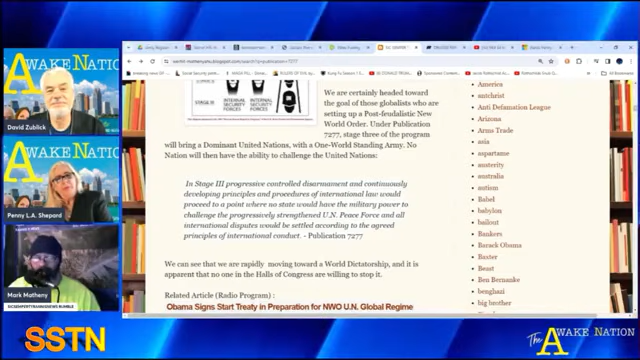 AWAKE NATION
David Zublick
AWAKE NATION
Penny L.A. Shepard
Mark Matheny
SSTN
STAGE III
INTERNAL SECURITY FORCES
INTERNAL SECURITY FORCES
We are certainly headed toward
the goal of those globalists who are
setting up a Post-feudalistic New
World Order. Under Publication
7277, stage three of the program
will bring a Dominant United Nations, with a One-World Standing Army. No
Nation will then have the ability to challenge the United Nations:
In Stage III progressive controlled disarmament and continuously
developing principles and procedures of international law would
proceed to a point where no state would have the military power to
challenge the progressively strengthened U.N. Peace Force and all
international disputes would be settled according to the agreed
principles of international conduct. - Publication 7277
We can see that we are rapidly moving toward a World Dictatorship, and it is
apparent that no one in the Halls of Congress are willing to stop it.
Related Article (Radio Program) :
Obama Signs Start Treaty in Preparation for NWO U.N. Global Regime
America
antichrist
Anti Defamation League
Arizona
Arms Trade
asia
aspartame
austerity
australia
autism
Babel
babylon
bailout
Bankers
Barack Obama
Baxter
Beast
Ben Bernanke
benghazi
big brother
The AWAKE NATION